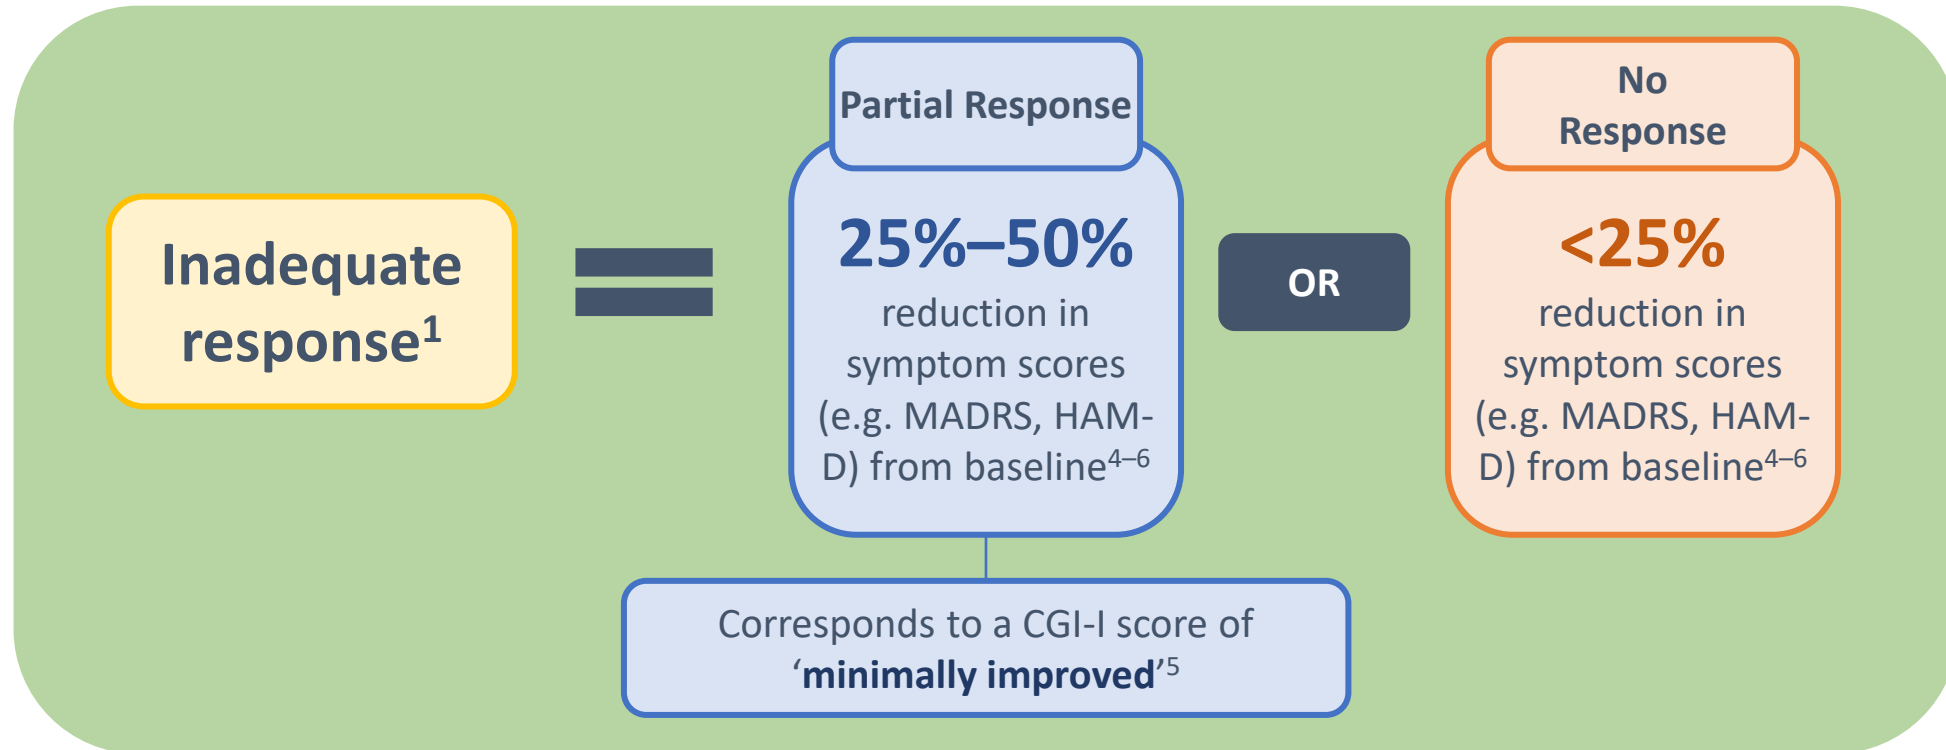 Inadequate
response¹
Partial Response
25%–50%
reduction in
symptom scores
(e.g. MADRS, HAM-
D) from baseline⁴⁻⁶
OR
No
Response
<25%
reduction in
symptom scores
(e.g. MADRS, HAM-
D) from baseline⁴⁻⁶
Corresponds to a CGI-I score of
‘minimally improved’⁵